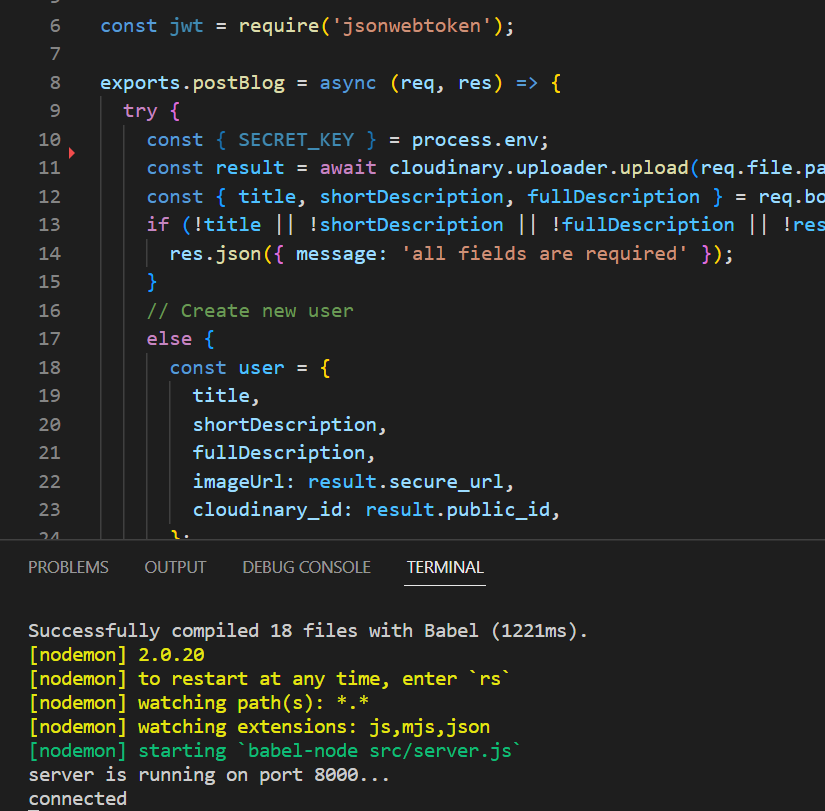 6 const jwt = require('jsonwebtoken');
7
8 exports.postBlog = async (req, res) => {
9 try {
10 const { SECRET_KEY } = process.env;
11 const result = await cloudinary.uploader.upload(req.file.pa
12 const { title, shortDescription, fullDescription } = req.bo
13 if (!title || !shortDescription || !fullDescription || !res
14 res.json({ message: 'all fields are required' });
15 }
16 // Create new user
17 else {
18 const user = {
19 title,
20 shortDescription,
21 fullDescription,
22 imageUrl: result.secure_url,
23 cloudinary_id: result.public_id,
24 };
PROBLEMS OUTPUT DEBUG CONSOLE TERMINAL
Successfully compiled 18 files with Babel (1221ms).
[nodemon] 2.0.20
[nodemon] to restart at any time, enter `rs`
[nodemon] watching path(s): *.*
[nodemon] watching extensions: js,mjs,json
[nodemon] starting `babel-node src/server.js`
server is running on port 8000...
connected